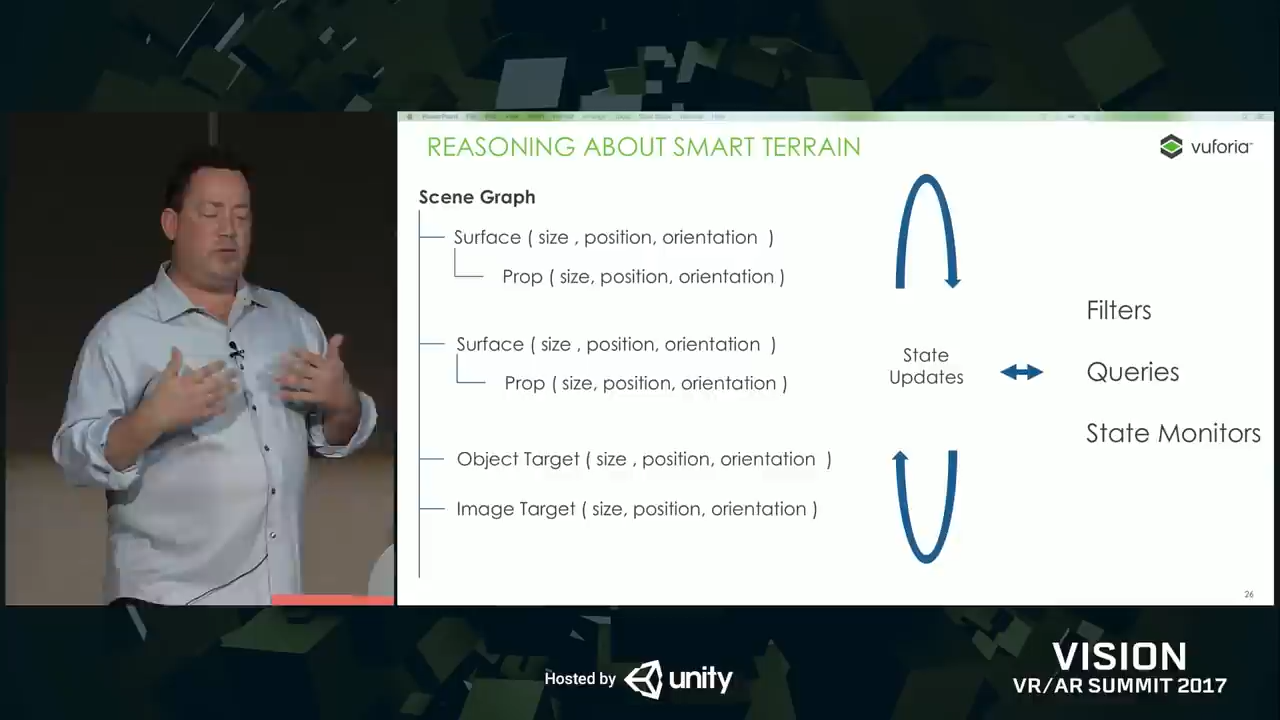 REASONING ABOUT SMART TERRAIN
vuforia
Scene Graph
Surface ( size , position, orientation )
Prop ( size, position, orientation )
Surface ( size , position, orientation )
Prop ( size, position, orientation )
Object Target ( size , position, orientation )
Image Target ( size, position, orientation )
State
Updates
Filters
Queries
State Monitors
26
Hosted by unity
VISION
VR/AR SUMMIT 2017